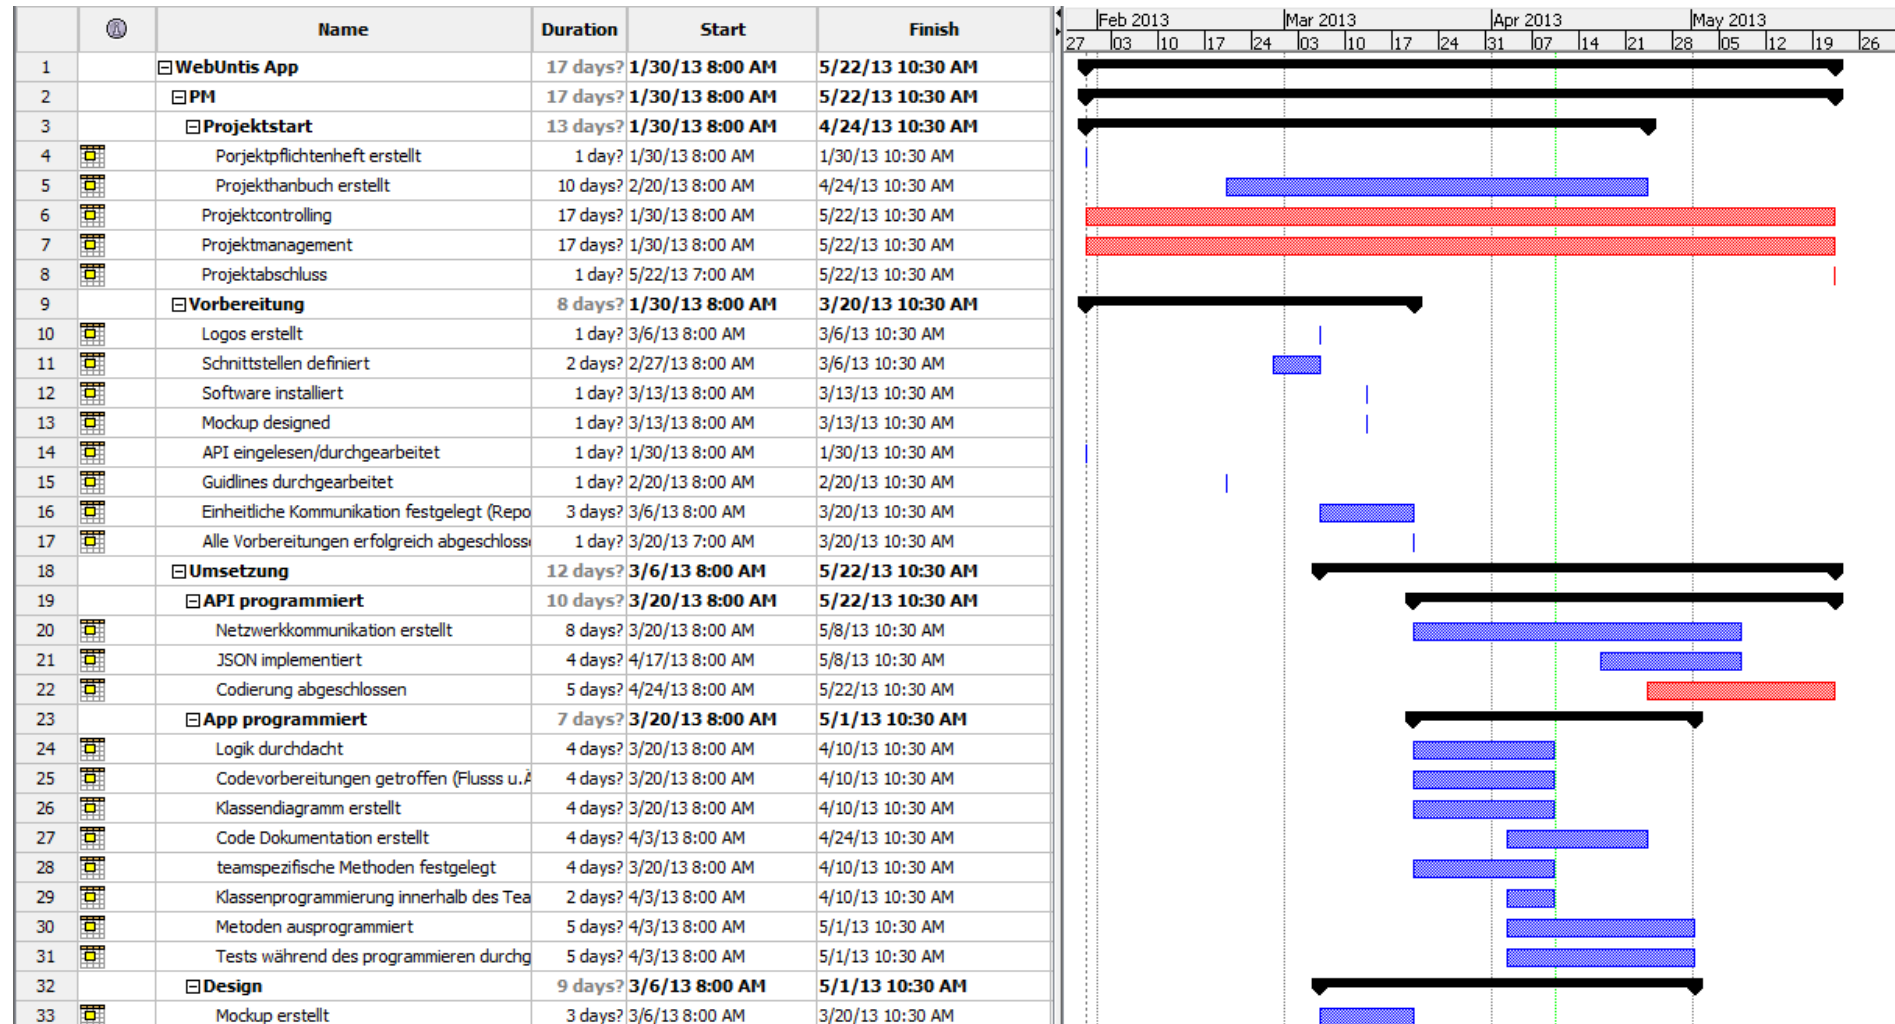 Name Duration Start Finish
Feb 2013 Mar 2013 Apr 2013 May 2013
27 03 10 17 24 03 10 17 24 31 07 14 21 28 05 12 19 26
1 WebUntis App 17 days? 1/30/13 8:00 AM 5/22/13 10:30 AM
2 PM 17 days? 1/30/13 8:00 AM 5/22/13 10:30 AM
3 Projektstart 13 days? 1/30/13 8:00 AM 4/24/13 10:30 AM
4 Porjektpflichtenheft erstellt 1 day? 1/30/13 8:00 AM 1/30/13 10:30 AM
5 Projekthanbuch erstellt 10 days? 2/20/13 8:00 AM 4/24/13 10:30 AM
6 Projektcontrolling 17 days? 1/30/13 8:00 AM 5/22/13 10:30 AM
7 Projektmanagement 17 days? 1/30/13 8:00 AM 5/22/13 10:30 AM
8 Projektabschluss 1 day? 5/22/13 7:00 AM 5/22/13 10:30 AM
9 Vorbereitung 8 days? 1/30/13 8:00 AM 3/20/13 10:30 AM
10 Logos erstellt 1 day? 3/6/13 8:00 AM 3/6/13 10:30 AM
11 Schnittstellen definiert 2 days? 2/27/13 8:00 AM 3/6/13 10:30 AM
12 Software installiert 1 day? 3/13/13 8:00 AM 3/13/13 10:30 AM
13 Mockup designed 1 day? 3/13/13 8:00 AM 3/13/13 10:30 AM
14 API eingelesen/durchgearbeitet 1 day? 1/30/13 8:00 AM 1/30/13 10:30 AM
15 Guidlines durchgearbeitet 1 day? 2/20/13 8:00 AM 2/20/13 10:30 AM
16 Einheitliche Kommunikation festgelegt (Repo 3 days? 3/6/13 8:00 AM 3/20/13 10:30 AM
17 Alle Vorbereitungen erfolgreich abgeschloss 1 day? 3/20/13 7:00 AM 3/20/13 10:30 AM
18 Umsetzung 12 days? 3/6/13 8:00 AM 5/22/13 10:30 AM
19 API programmiert 10 days? 3/20/13 8:00 AM 5/22/13 10:30 AM
20 Netzwerkkommunikation erstellt 8 days? 3/20/13 8:00 AM 5/8/13 10:30 AM
21 JSON implementiert 4 days? 4/17/13 8:00 AM 5/8/13 10:30 AM
22 Codierung abgeschlossen 5 days? 4/24/13 8:00 AM 5/22/13 10:30 AM
23 App programmiert 7 days? 3/20/13 8:00 AM 5/1/13 10:30 AM
24 Logik durchdacht 4 days? 3/20/13 8:00 AM 4/10/13 10:30 AM
25 Codevorbereitungen getroffen (Flusss u.Ä 4 days? 3/20/13 8:00 AM 4/10/13 10:30 AM
26 Klassendiagramm erstellt 4 days? 3/20/13 8:00 AM 4/10/13 10:30 AM
27 Code Dokumentation erstellt 4 days? 4/3/13 8:00 AM 4/24/13 10:30 AM
28 teamspezifische Methoden festgelegt 4 days? 3/20/13 8:00 AM 4/10/13 10:30 AM
29 Klassenprogrammierung innerhalb des Tea 2 days? 4/3/13 8:00 AM 4/10/13 10:30 AM
30 Metoden ausprogrammiert 5 days? 4/3/13 8:00 AM 5/1/13 10:30 AM
31 Tests während des programmieren durchg 5 days? 4/3/13 8:00 AM 5/1/13 10:30 AM
32 Design 9 days? 3/6/13 8:00 AM 5/1/13 10:30 AM
33 Mockup erstellt 3 days? 3/6/13 8:00 AM 3/20/13 10:30 AM